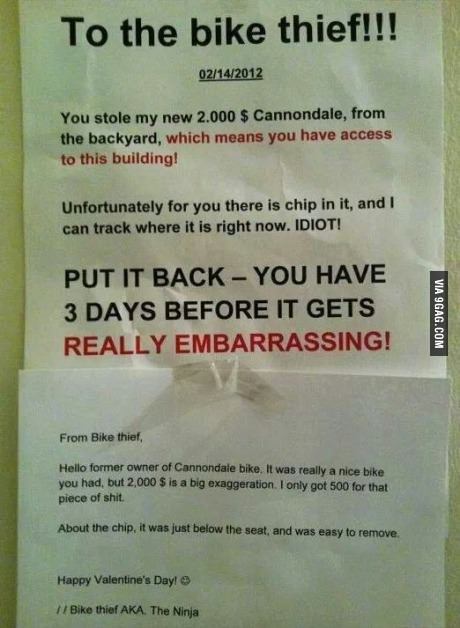 To the bike thief!!!
02/14/2012
You stole my new 2.000 $ Cannondale, from
the backyard, which means you have access
to this building!
Unfortunately for you there is chip in it, and I
can track where it is right now. IDIOT!
PUT IT BACK – YOU HAVE
3 DAYS BEFORE IT GETS
REALLY EMBARRASSING!
From Bike thief,
Hello former owner of Cannondale bike. It was really a nice bike
you had, but 2,000 $ is a big exaggeration. I only got 500 for that
piece of shit.
About the chip, it was just below the seat, and was easy to remove.
Happy Valentine's Day! ☺
// Bike thief AKA. The Ninja
VIA 9GAG.COM